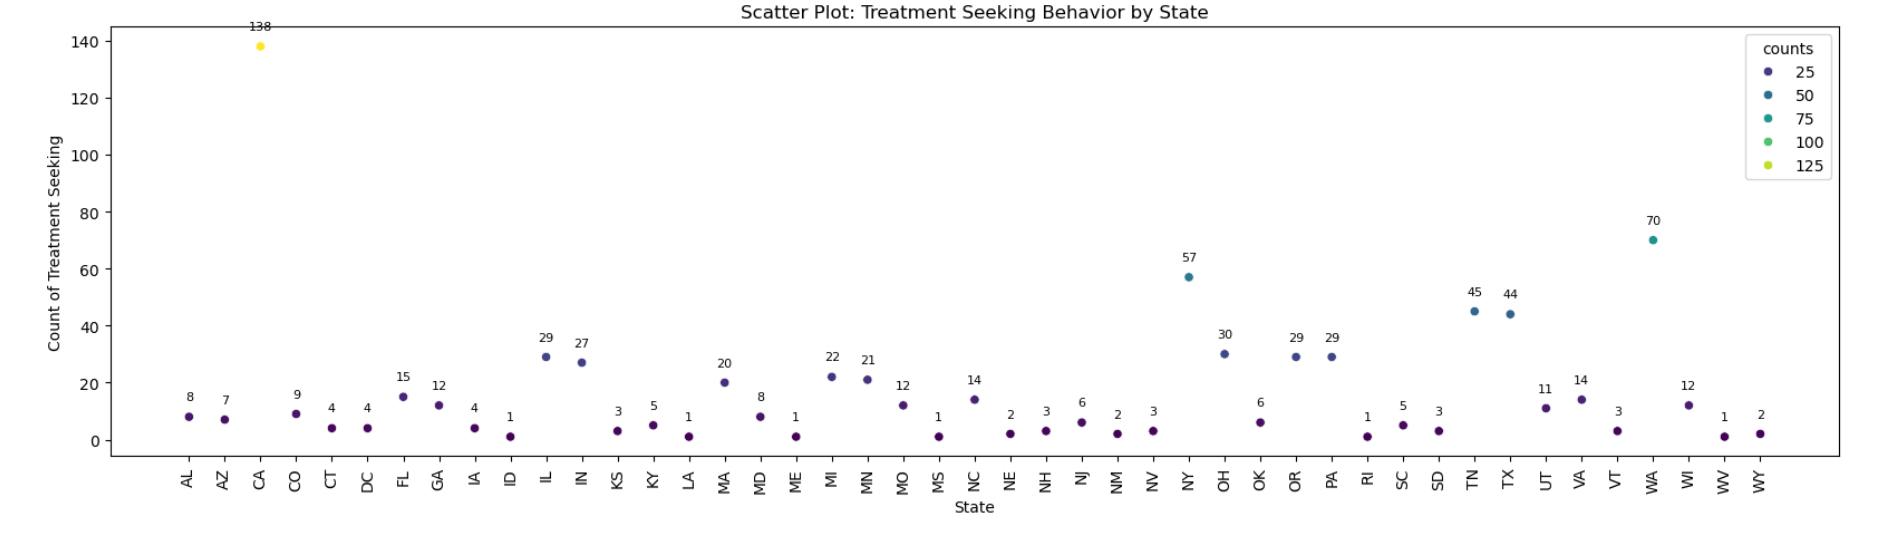 Scatter Plot: Treatment Seeking Behavior by State
140
120
100
80
60
40
20
0
Count of Treatment Seeking
138
8
7
9
4
4
15
12
4
1
29
27
3
5
1
20
8
1
22
21
12
1
14
2
3
6
2
3
57
30
6
29
29
1
5
3
45
44
11
14
3
70
12
1
2
counts
25
50
75
100
125
AL
AZ
CA
CO
CT
DC
FL
GA
IA
ID
IL
IN
KS
KY
LA
MA
MD
ME
MI
MN
MO
MS
NC
NE
NH
NJ
NM
NV
NY
OH
OK
OR
PA
RI
SC
SD
TN
TX
UT
VA
VT
WA
WI
WV
WY
State